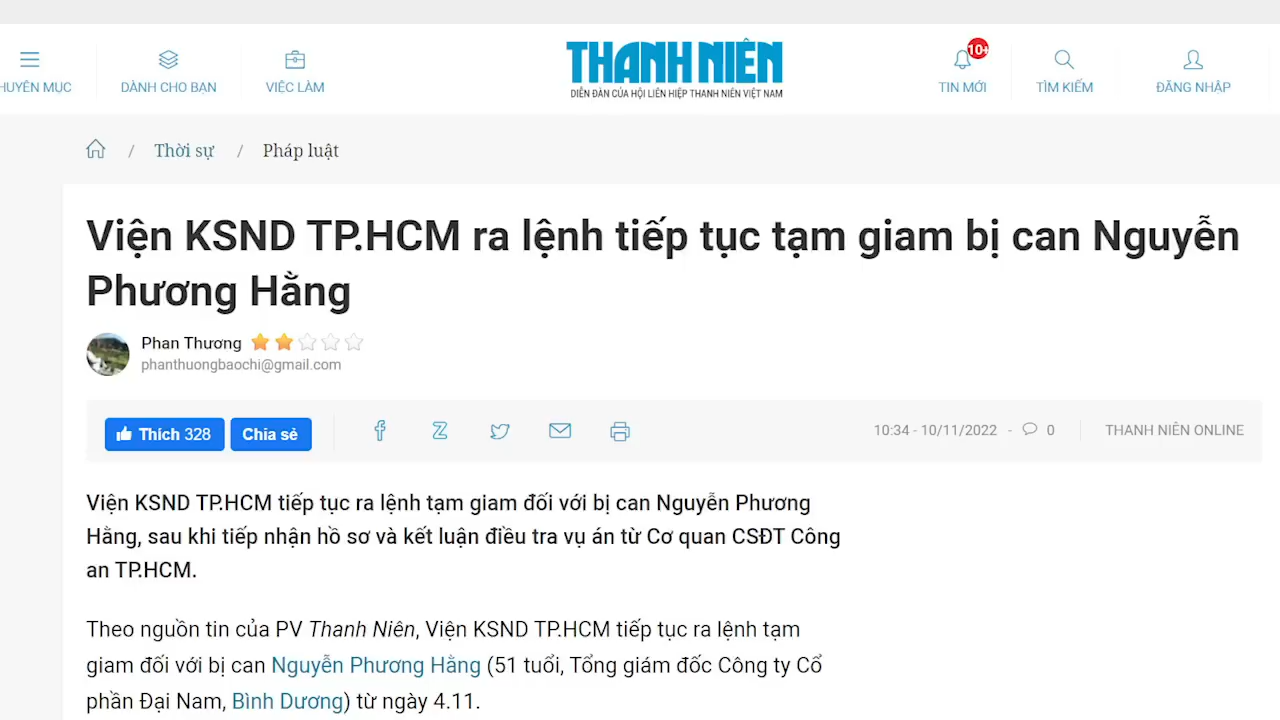 HUYÊN MỤC
DÀNH CHO BẠN
VIỆC LÀM
THANH NIÊN
DIỄN ĐÀN CỦA HỘI LIÊN HIỆP THANH NIÊN VIỆT NAM
10+
TIN MỚI
TÌM KIẾM
ĐĂNG NHẬP
/ Thời sự / Pháp luật
Viện KSND TP.HCM ra lệnh tiếp tục tạm giam bị can Nguyễn
Phương Hằng
Phan Thương
phanthuongbaochi@gmail.com
Thích 328 Chia sẻ
10:34 - 10/11/2022 - 0 THANH NIÊN ONLINE
Viện KSND TP.HCM tiếp tục ra lệnh tạm giam đối với bị can Nguyễn Phương
Hằng, sau khi tiếp nhận hồ sơ và kết luận điều tra vụ án từ Cơ quan CSĐT Công
an TP.HCM.
Theo nguồn tin của PV Thanh Niên, Viện KSND TP.HCM tiếp tục ra lệnh tạm
giam đối với bị can Nguyễn Phương Hằng (51 tuổi, Tổng giám đốc Công ty Cổ
phần Đại Nam, Bình Dương) từ ngày 4.11.